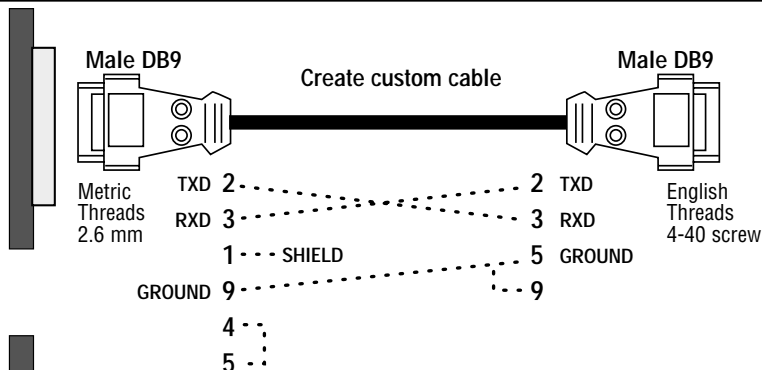 Male DB9
Male DB9
Create custom cable
Metric
Threads
2.6 mm
English
Threads
4-40 screw
TXD 2
2 TXD
RXD 3
3 RXD
1 SHIELD
5 GROUND
GROUND 9
9
4
5